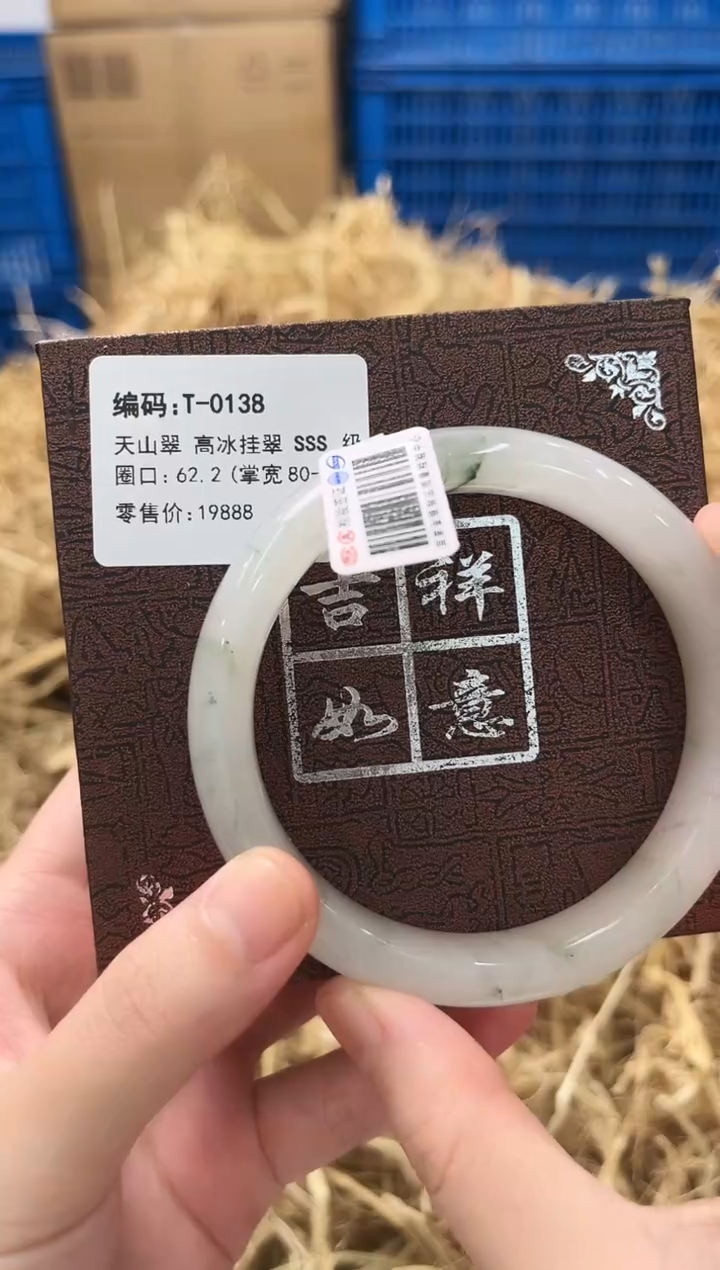 编码:T-0138
天山翠 高冰挂翠 SSS 级
圈口:62.2(掌宽80-
零售价:19888
吉祥
如意